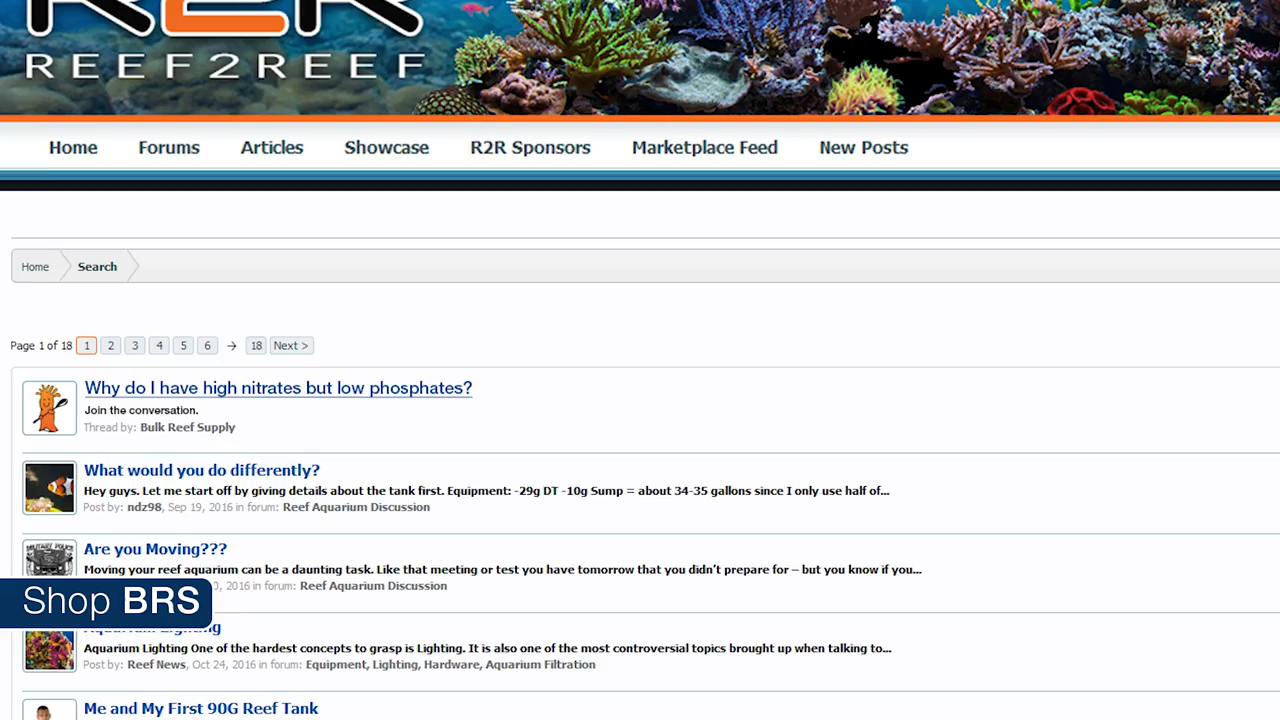 R2R
REEF2REEF
Home Forums Articles Showcase R2R Sponsors Marketplace Feed New Posts
Home Search
Page 1 of 18 1 2 3 4 5 6 → 18 Next >
Why do I have high nitrates but low phosphates?
Join the conversation.
Thread by: Bulk Reef Supply
What would you do differently?
Hey guys. Let me start off by giving details about the tank first. Equipment: -29g DT -10g Sump = about 34-35 gallons since I only use half of...
Post by: ndz98, Sep 19, 2016 in forum: Reef Aquarium Discussion
Are you Moving???
MILITARY POLICE
Moving your reef aquarium can be a daunting task. Like that meeting or test you have tomorrow that you didn't prepare for – but you know if you...
0, 2016 in forum: Reef Aquarium Discussion
Shop BRS
Aquarium Lighting
Aquarium Lighting One of the hardest concepts to grasp is Lighting. It is also one of the most controversial topics brought up when talking to...
Post by: Reef News, Oct 24, 2016 in forum: Equipment, Lighting, Hardware, Aquarium Filtration
Me and My First 90G Reef Tank